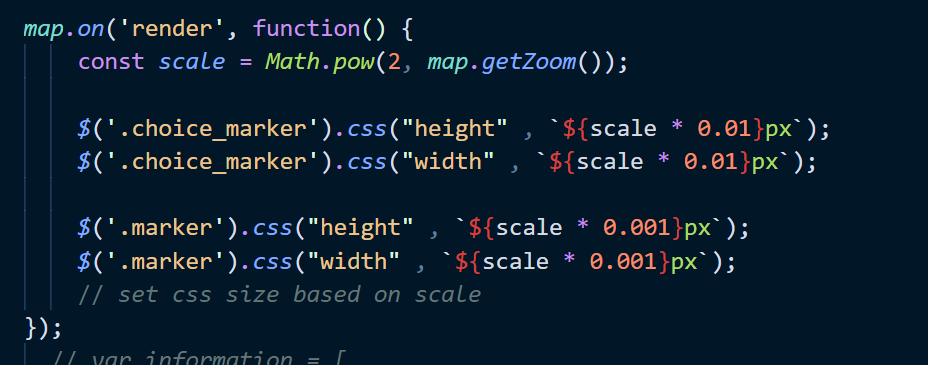 map.on('render', function() {
const scale = Math.pow(2, map.getZoom());
$('.choice_marker').css("height" , `${scale * 0.01}px`);
$('.choice_marker').css("width" , `${scale * 0.01}px`);
$('.marker').css("height" , `${scale * 0.001}px`);
$('.marker').css("width" , `${scale * 0.001}px`);
// set css size based on scale
});
// var information = [